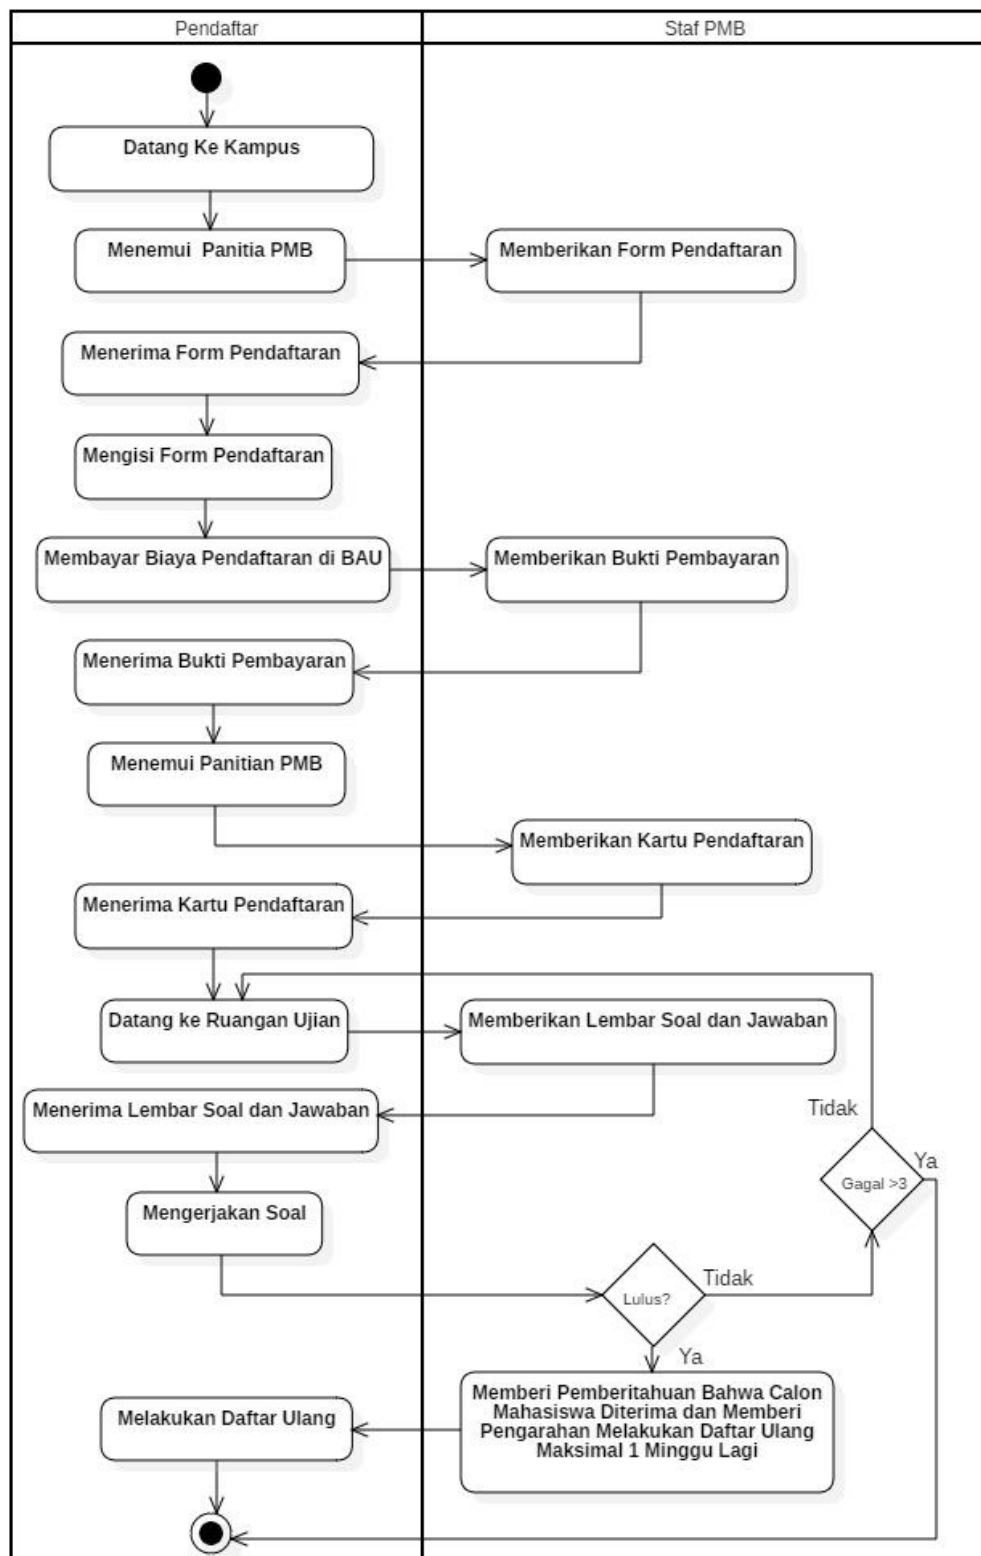 Pendaftar
Staf PMB
Datang Ke Kampus
Menemui  Panitia PMB
Memberikan Form Pendaftaran
Menerima Form Pendaftaran
Mengisi Form Pendaftaran
Membayar Biaya Pendaftaran di BAU
Memberikan Bukti Pembayaran
Menerima Bukti Pembayaran
Menemui Panitian PMB
Memberikan Kartu Pendaftaran
Menerima Kartu Pendaftaran
Datang ke Ruangan Ujian
Memberikan Lembar Soal dan Jawaban
Menerima Lembar Soal dan Jawaban
Tidak
Ya
Gagal >3
Mengerjakan Soal
Tidak
Lulus?
Ya
Memberi Pemberitahuan Bahwa Calon
Mahasiswa Diterima dan Memberi
Pengarahan Melakukan Daftar Ulang
Maksimal 1 Minggu Lagi
Melakukan Daftar Ulang